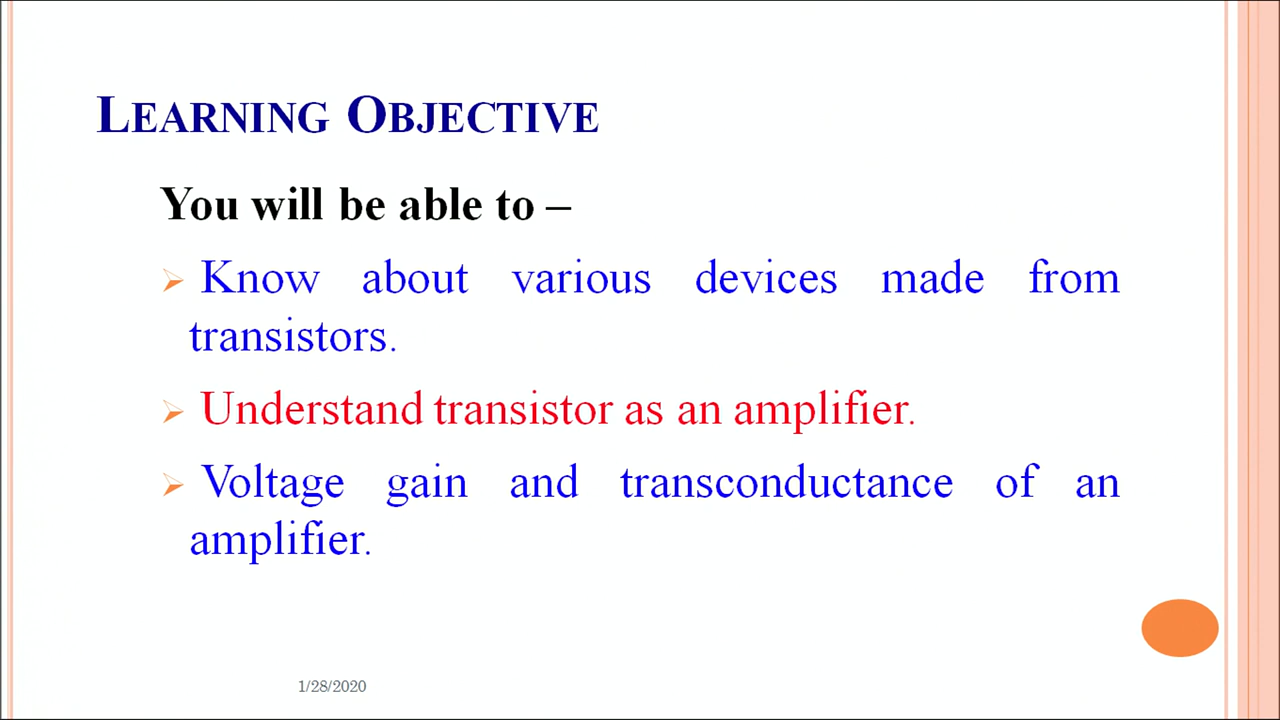 LEARNING OBJECTIVE
You will be able to –
➢ Know about various devices made from
transistors.
➢ Understand transistor as an amplifier.
➢ Voltage gain and transconductance of an
amplifier.
1/28/2020